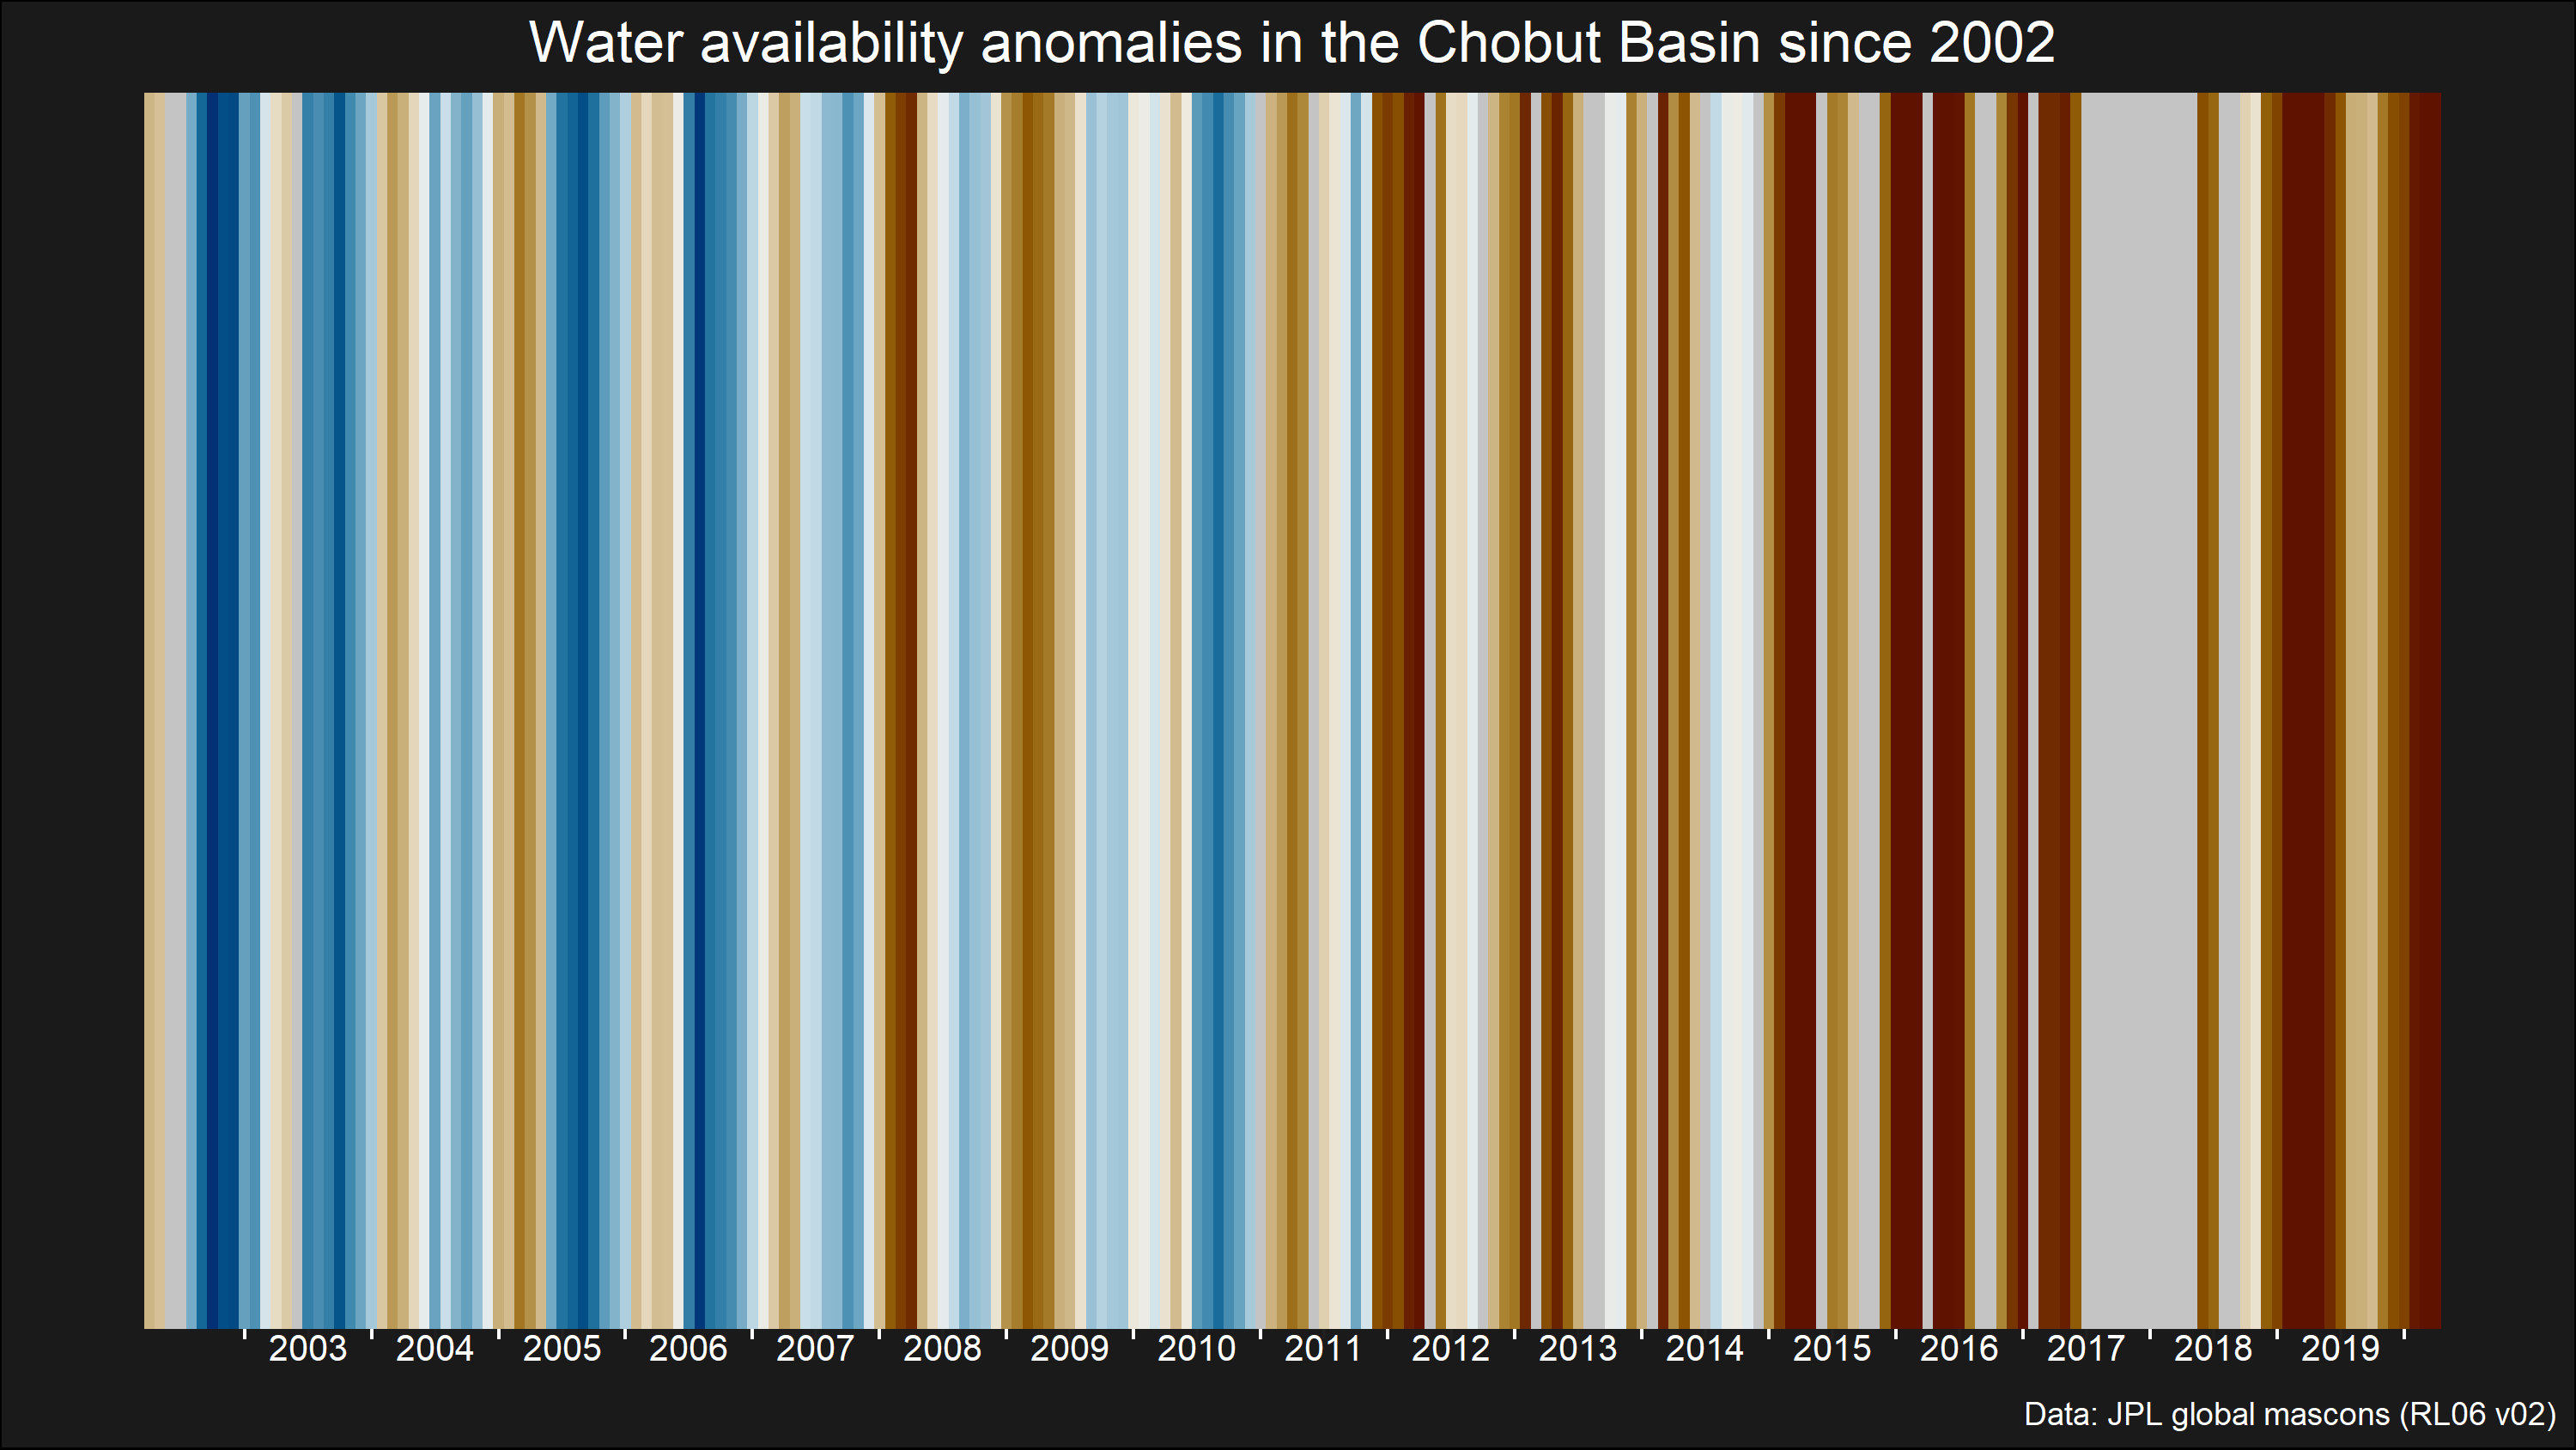 Water availability anomalies in the Chobut Basin since 2002
2003 2004 2005 2006 2007 2008 2009 2010 2011 2012 2013 2014 2015 2016 2017 2018 2019
Data: JPL global mascons (RL06 v02)